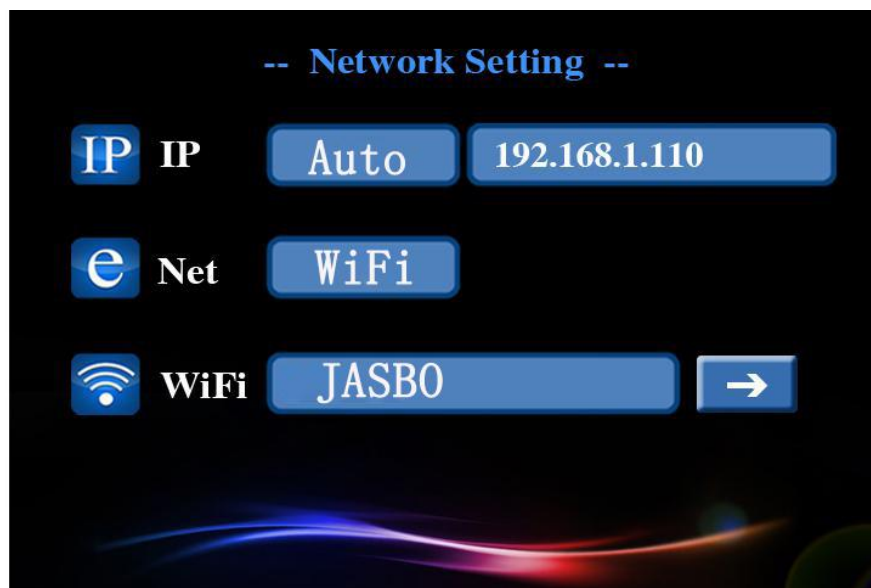 -- Network Setting --
IP IP Auto 192.168.1.110
e Net WiFi
WiFi JASBO